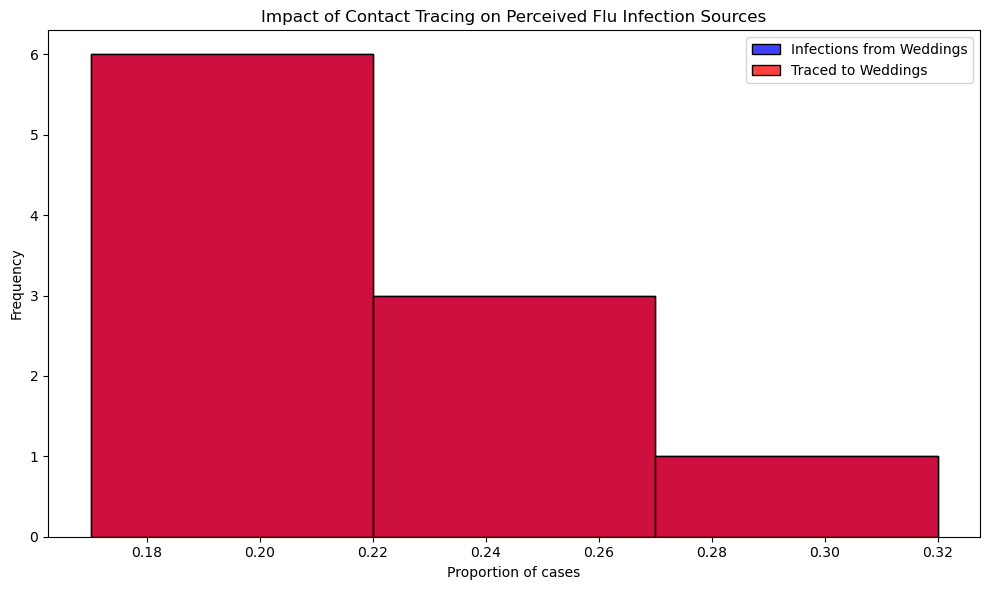 Impact of Contact Tracing on Perceived Flu Infection Sources
Infections from Weddings
Traced to Weddings
6
5
4
3
2
1
0
Frequency
0.18 0.20 0.22 0.24 0.26 0.28 0.30 0.32
Proportion of cases